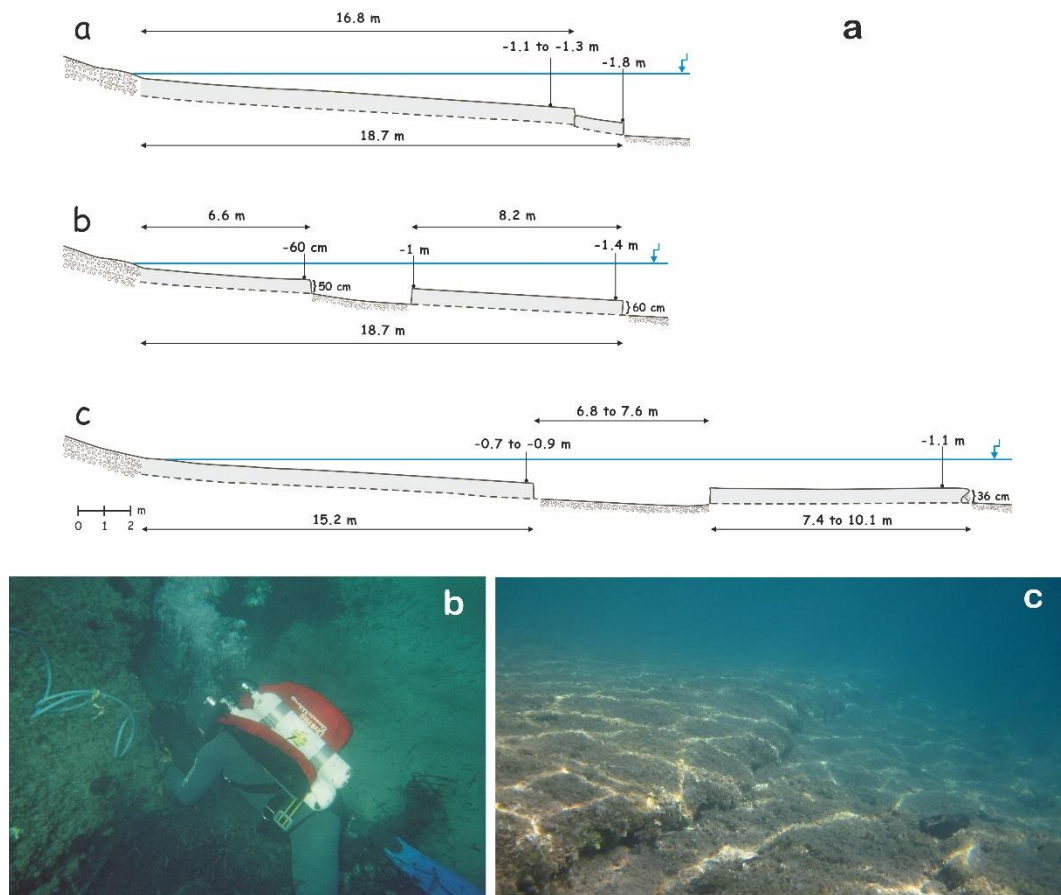 a
a
16.8 m
-1.1 to -1.3 m
-1.8 m
18.7 m
b
6.6 m
8.2 m
-60 cm
-1 m
-1.4 m
50 cm
60 cm
18.7 m
c
6.8 to 7.6 m
-0.7 to -0.9 m
-1.1 m
36 cm
m
0 1 2
15.2 m
7.4 to 10.1 m
b
c